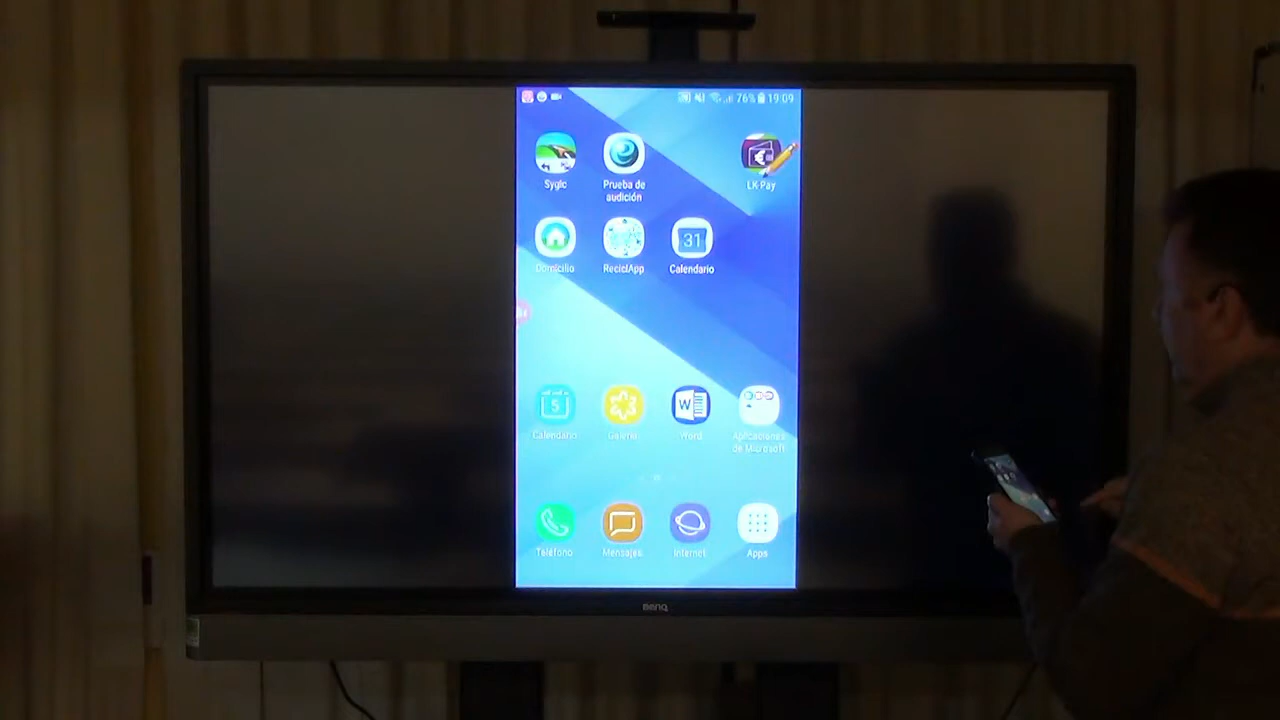 76% 19:09
Sygic
Prueba de
audición
LK-Pay
Domicilio
ReciclApp
31
Calendario
5
Calendario
Galería
W
Word
Aplicaciones
de Microsoft
Teléfono
Mensajes
Internet
Apps
BenQ